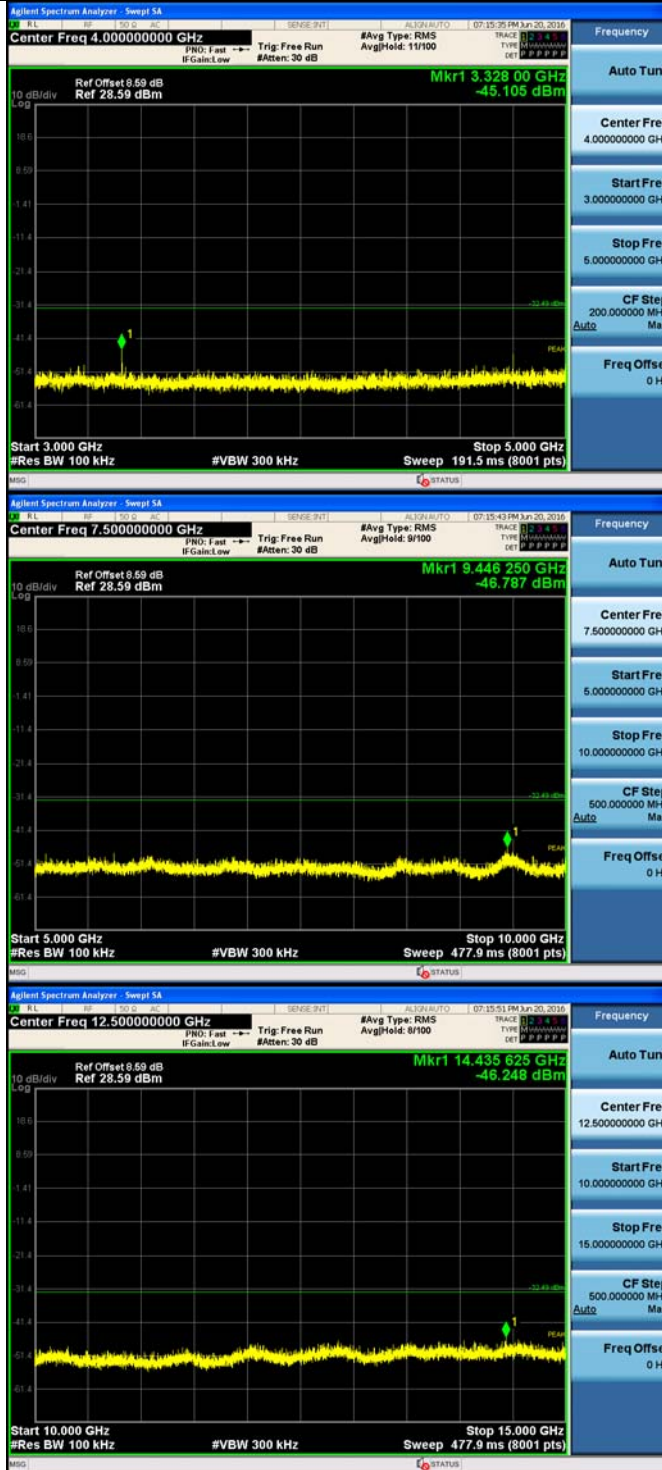 Agilent Spectrum Analyzer - Swept SA
RL RF 50 Ω AC SENSE:INT ALIGN AUTO 07:15:35 PM Jun 20, 2016
Center Freq 4.000000000 GHz
PNO: Fast Trig: Free Run
IFGain:Low #Atten: 30 dB
#Avg Type: RMS
Avg|Hold: 11/100
TRACE 1 2 3 4 5 6
TYPE M
DET P P P P P P
Frequency
Auto Tun
Mkr1 3.328 00 GHz
-45.105 dBm
Ref Offset 8.59 dB
10 dB/div Ref 28.59 dBm
Log
18.6
8.59
-1.41
-11.4
-21.4
-31.4
-41.4
-51.4
-61.4
-32.49 dBm
1
PEAK
Center Fre
4.000000000 GH
Start Fre
3.000000000 GH
Stop Fre
5.000000000 GH
CF Step
200.000000 MH
Auto Ma
Freq Offse
0 H
Start 3.000 GHz Stop 5.000 GHz
#Res BW 100 kHz #VBW 300 kHz Sweep 191.5 ms (8001 pts)
MSG STATUS
Agilent Spectrum Analyzer - Swept SA
RL RF 50 Ω AC SENSE:INT ALIGN AUTO 07:15:43 PM Jun 20, 2016
Center Freq 7.500000000 GHz
PNO: Fast Trig: Free Run
IFGain:Low #Atten: 30 dB
#Avg Type: RMS
Avg|Hold: 9/100
TRACE 1 2 3 4 5 6
TYPE M
DET P P P P P P
Frequency
Auto Tun
Mkr1 9.446 250 GHz
-46.787 dBm
Ref Offset 8.59 dB
10 dB/div Ref 28.59 dBm
Log
18.6
8.59
-1.41
-11.4
-21.4
-31.4
-41.4
-51.4
-61.4
-32.49 dBm
1
PEAK
Center Fre
7.500000000 GH
Start Fre
5.000000000 GH
Stop Fre
10.000000000 GH
CF Step
500.000000 MH
Auto Ma
Freq Offse
0 H
Start 5.000 GHz Stop 10.000 GHz
#Res BW 100 kHz #VBW 300 kHz Sweep 477.9 ms (8001 pts)
MSG STATUS
Agilent Spectrum Analyzer - Swept SA
RL RF 50 Ω AC SENSE:INT ALIGN AUTO 07:15:51 PM Jun 20, 2016
Center Freq 12.500000000 GHz
PNO: Fast Trig: Free Run
IFGain:Low #Atten: 30 dB
#Avg Type: RMS
Avg|Hold: 8/100
TRACE 1 2 3 4 5 6
TYPE M
DET P P P P P P
Frequency
Auto Tun
Mkr1 14.435 625 GHz
-46.248 dBm
Ref Offset 8.59 dB
10 dB/div Ref 28.59 dBm
Log
18.6
8.59
-1.41
-11.4
-21.4
-31.4
-41.4
-51.4
-61.4
-32.49 dBm
1
PEAK
Center Fre
12.500000000 GH
Start Fre
10.000000000 GH
Stop Fre
15.000000000 GH
CF Step
500.000000 MH
Auto Ma
Freq Offse
0 H
Start 10.000 GHz Stop 15.000 GHz
#Res BW 100 kHz #VBW 300 kHz Sweep 477.9 ms (8001 pts)
MSG STATUS